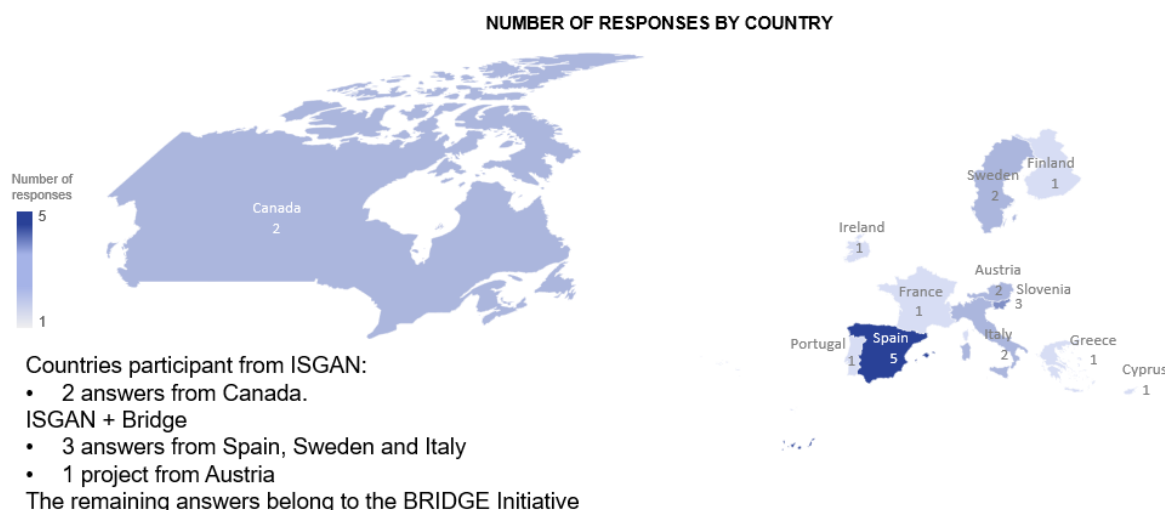 NUMBER OF RESPONSES BY COUNTRY
Number of
responses
5
1
Canada
2
Finland
1
Sweden
2
Ireland
1
Austria
2
Slovenia
3
France
1
Italy
2
Portugal
1
Spain
5
Greece
1
Cyprus
1
Countries participant from ISGAN:
• 2 answers from Canada.
ISGAN + Bridge
• 3 answers from Spain, Sweden and Italy
• 1 project from Austria
The remaining answers belong to the BRIDGE Initiative